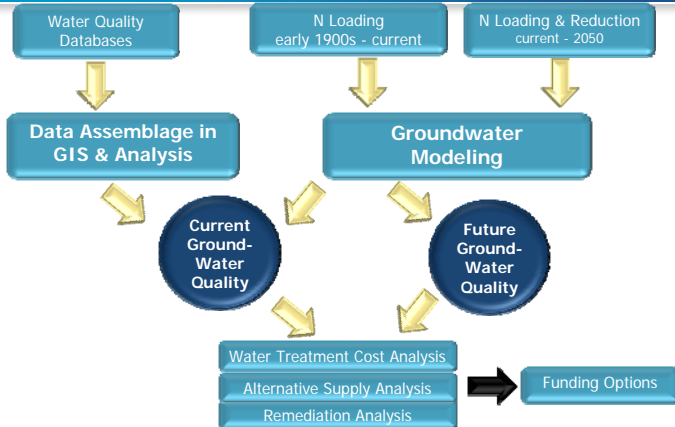 Water Quality
Databases
N Loading
early 1900s - current
N Loading & Reduction
current - 2050
Data Assemblage in
GIS & Analysis
Groundwater
Modeling
Current
Ground-
Water
Quality
Future
Ground-
Water
Quality
Water Treatment Cost Analysis
Alternative Supply Analysis
Remediation Analysis
Funding Options